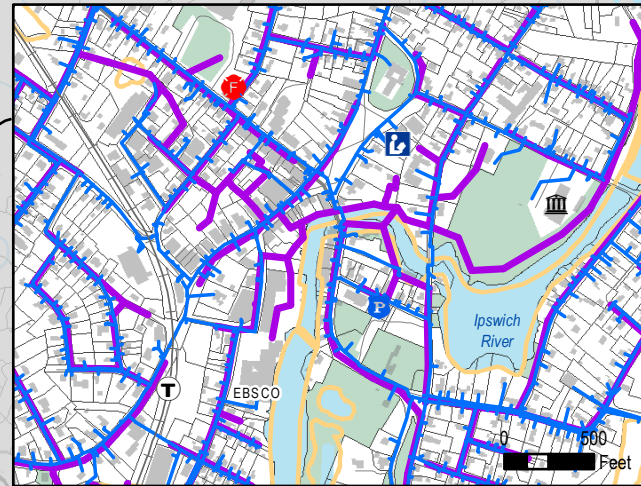 F
P
Ipswich
River
T
EBSCO
0 500
Feet